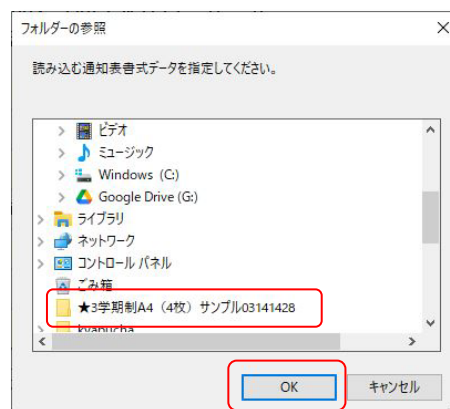 フォルダーの参照
読み込む通知表書式データを指定してください。
ビデオ
ミュージック
Windows (C:)
Google Drive (G:)
ライブラリ
ネットワーク
コントロール パネル
ごみ箱
★3学期制A4（4枚）サンプル03141428
kyapucha
OK
キャンセル